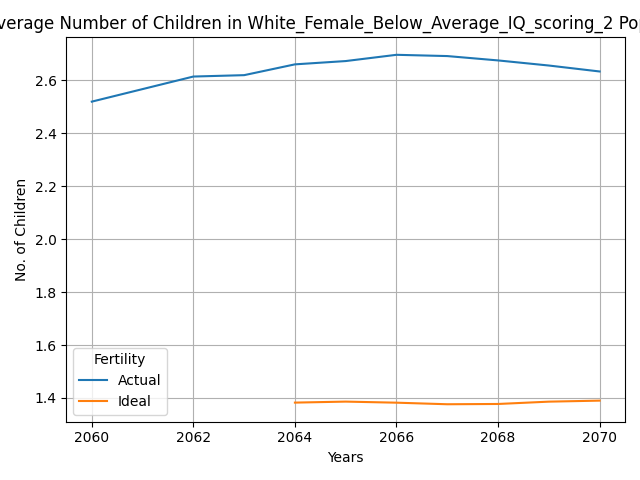 verage Number of Children in White_Female_Below_Average_IQ_scoring_2 Po
No. of Children
2.6
2.4
2.2
2.0
1.8
1.6
1.4
Fertility
Actual
Ideal
2060 2062 2064 2066 2068 2070
Years